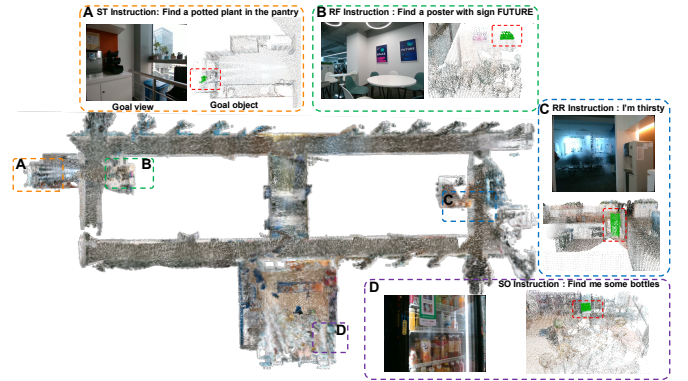 A ST Instruction: Find a potted plant in the pantry
Goal view
Goal object
B RF Instruction : Find a poster with sign FUTURE
C RR Instruction : I'm thirsty
A
B
C
D
D SO Instruction : Find me some bottles